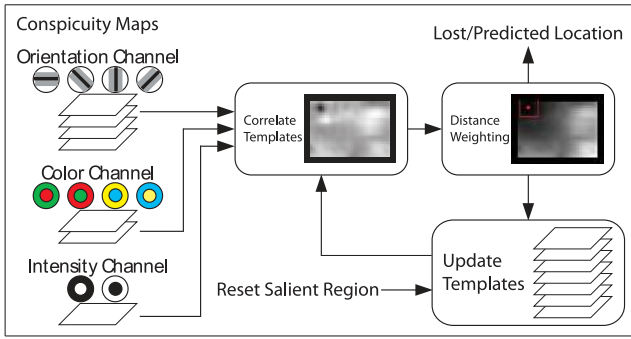 Conspicuity Maps
Orientation Channel
Color Channel
Intensity Channel
Correlate
Templates
Distance
Weighting
Lost/Predicted Location
Update
Templates
Reset Salient Region